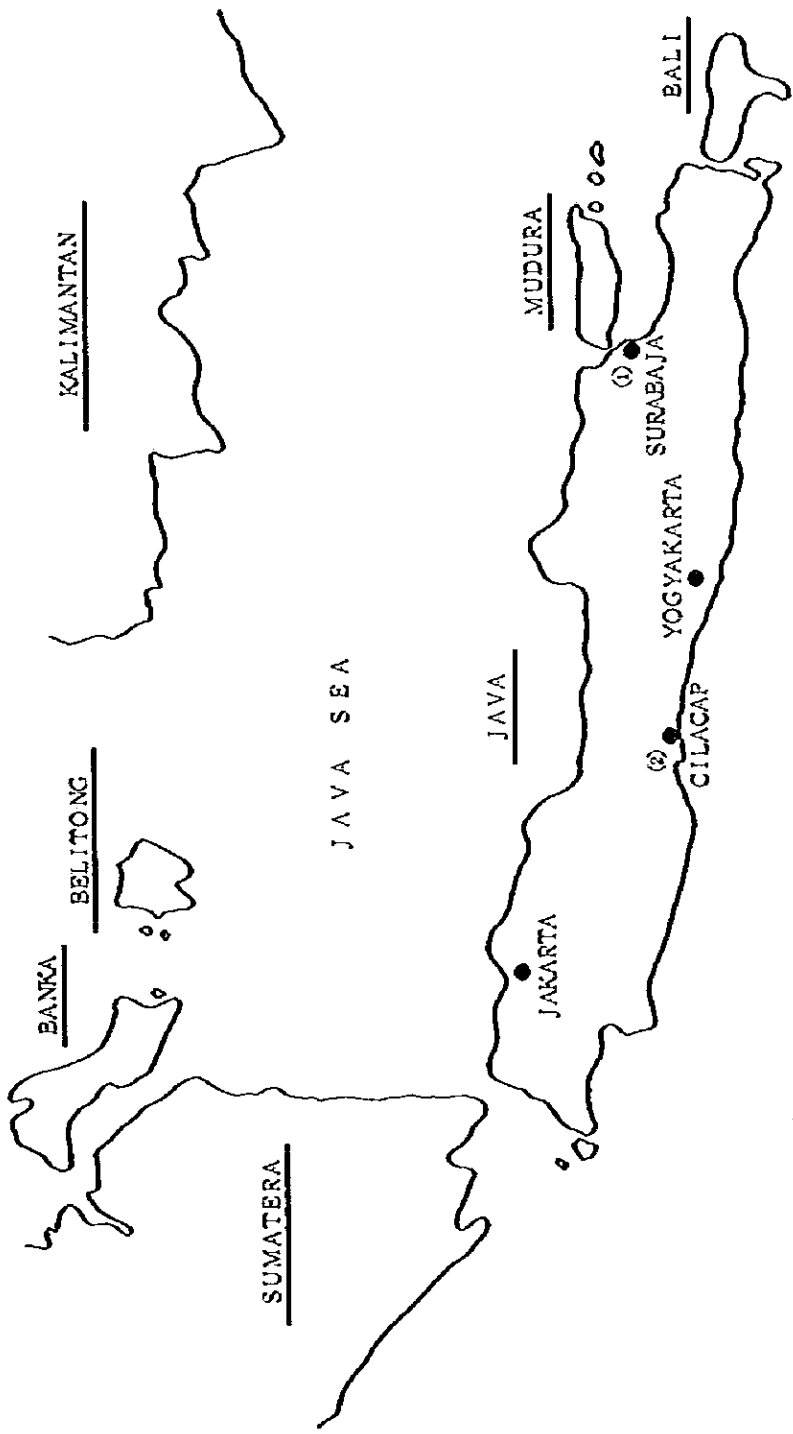 KALIMANTAN
BELITONG
BANKA
SUMATERA
JAVA SEA
JAVA
MUDURA
BALI
JAKARTA
(2)
CILACAP
YOGYAKARTA
(1)
SURABAJA